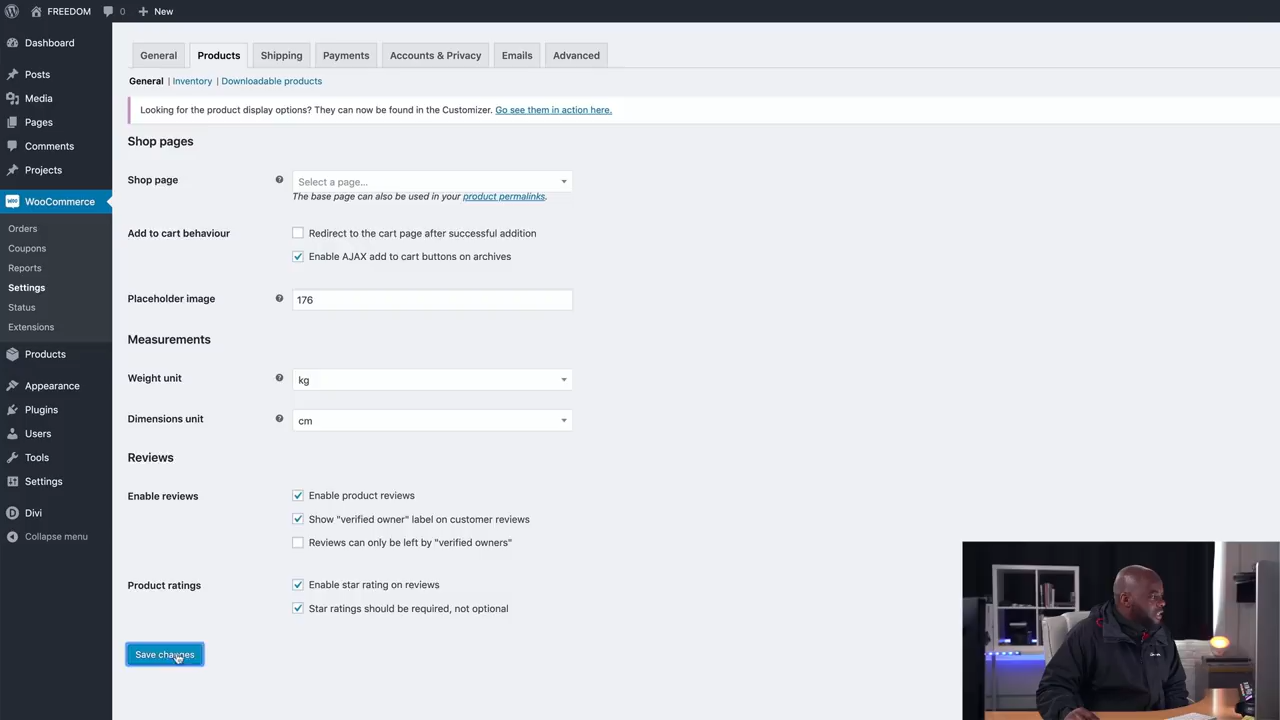 FREEDOM 0 New
Dashboard
Posts
Media
Pages
Comments
Projects
WooCommerce
Orders
Coupons
Reports
Settings
Status
Extensions
Products
Appearance
Plugins
Users
Tools
Settings
Divi
Collapse menu
General Products Shipping Payments Accounts & Privacy Emails Advanced
General | Inventory | Downloadable products
Looking for the product display options? They can now be found in the Customizer. Go see them in action here.
Shop pages
Shop page
Select a page...
The base page can also be used in your product permalinks.
Add to cart behaviour
Redirect to the cart page after successful addition
Enable AJAX add to cart buttons on archives
Placeholder image
176
Measurements
Weight unit
kg
Dimensions unit
cm
Reviews
Enable reviews
Enable product reviews
Show "verified owner" label on customer reviews
Reviews can only be left by "verified owners"
Product ratings
Enable star rating on reviews
Star ratings should be required, not optional
Save changes